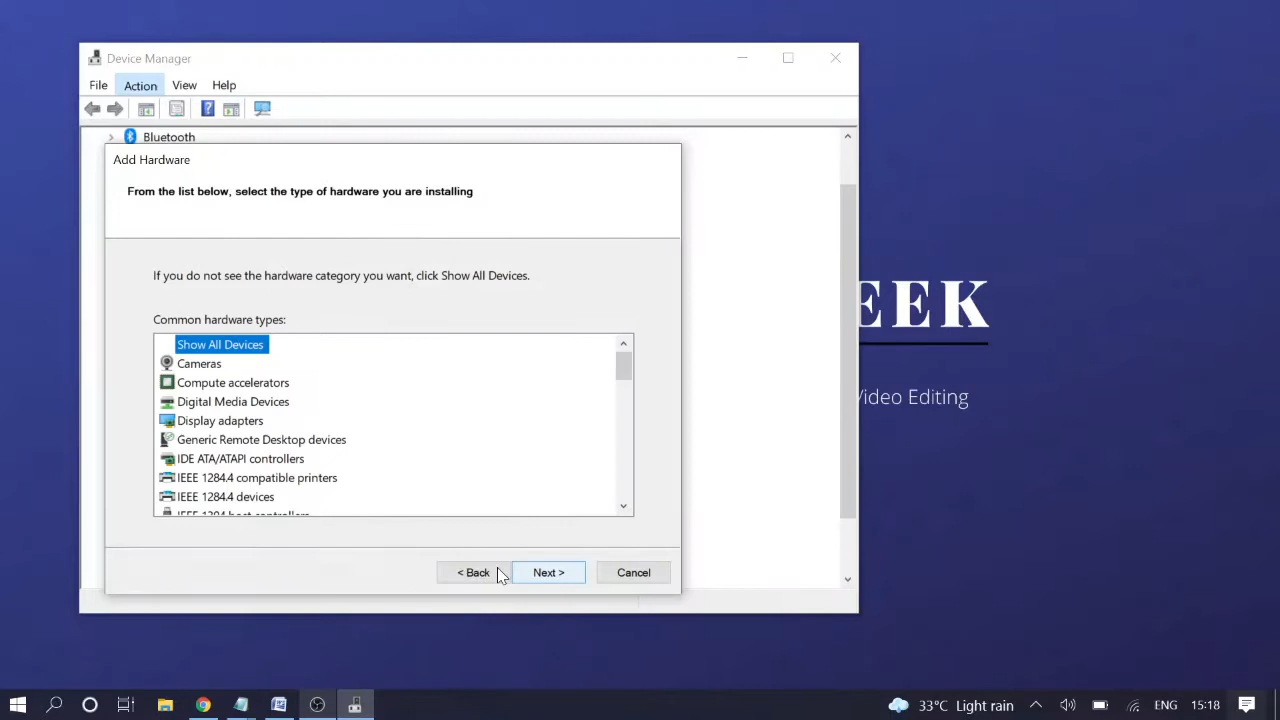 Device Manager
File Action View Help
Bluetooth
Add Hardware
From the list below, select the type of hardware you are installing
If you do not see the hardware category you want, click Show All Devices.
Common hardware types:
Show All Devices
Cameras
Compute accelerators
Digital Media Devices
Display adapters
Generic Remote Desktop devices
IDE ATA/ATAPI controllers
IEEE 1284.4 compatible printers
IEEE 1284.4 devices
IEEE 1394 host controllers
< Back Next > Cancel
EEK
Video Editing
33°C Light rain ENG 15:18